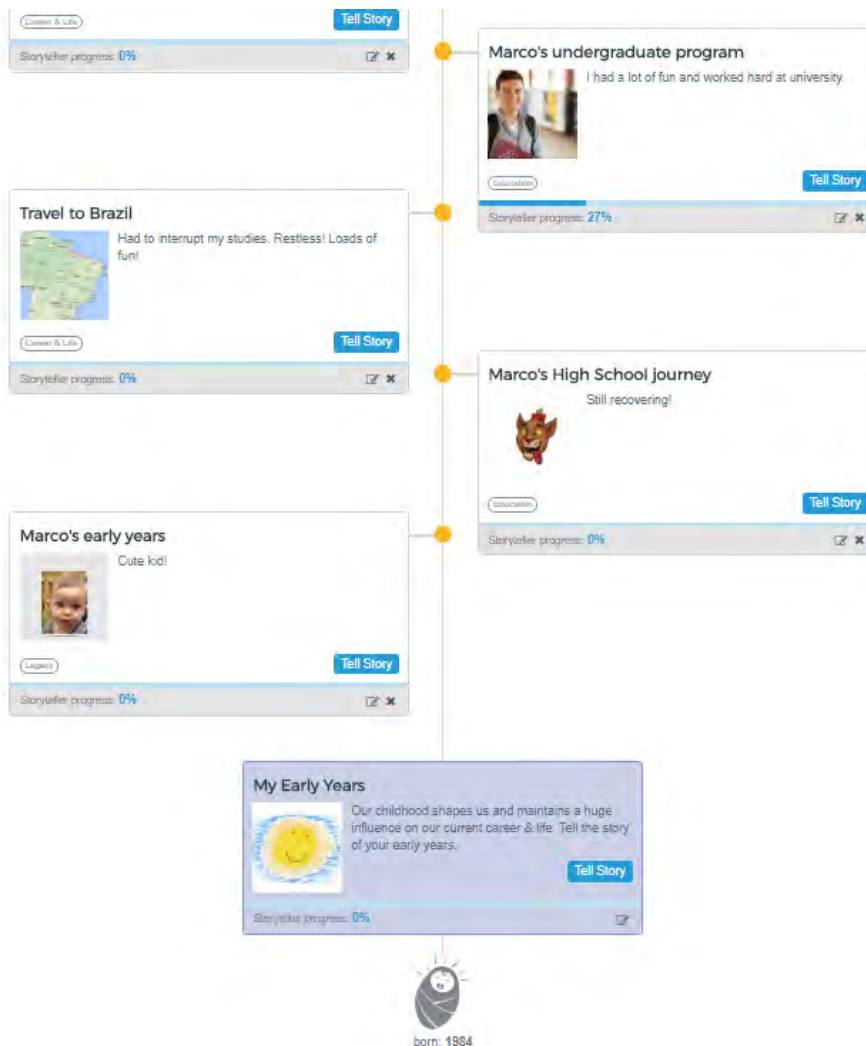 Career & Life
Tell Story
Storyteller progress: 0%
Marco's undergraduate program
I had a lot of fun and worked hard at university
Education
Tell Story
Storyteller progress: 27%
Travel to Brazil
Had to interrupt my studies. Restless! Loads of
fun!
Career & Life
Tell Story
Storyteller progress: 0%
Marco's High School journey
Still recovering!
Education
Tell Story
Storyteller progress: 0%
Marco's early years
Cute kid!
Legacy
Tell Story
Storyteller progress: 0%
My Early Years
Our childhood shapes us and maintains a huge
influence on our current career & life. Tell the story
of your early years.
Tell Story
Storyteller progress: 0%
born: 1984